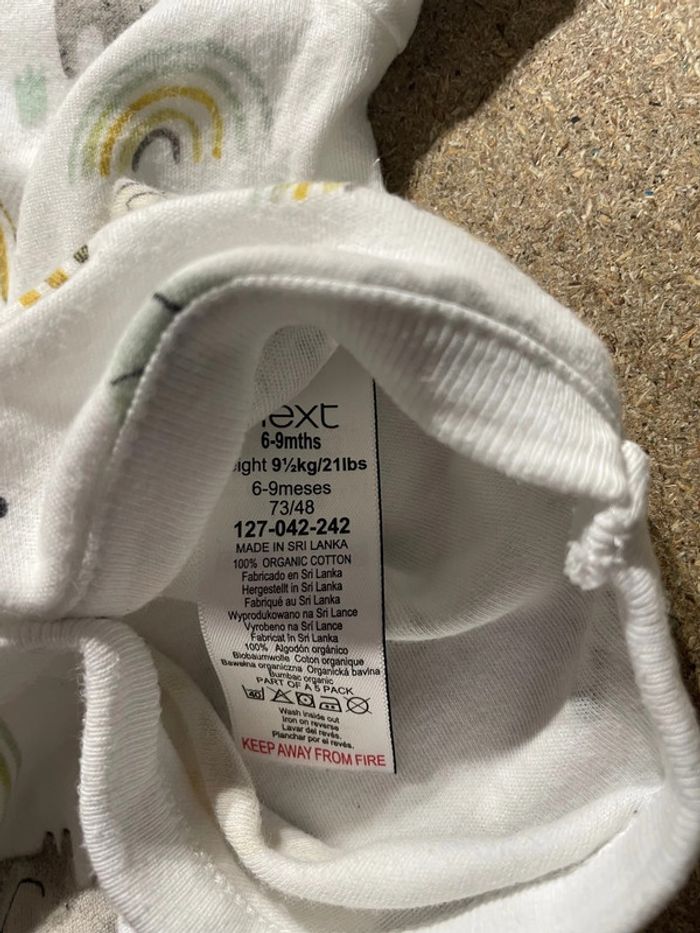 next
6-9mths
ight 9½kg/21lbs
6-9meses
73/48
127-042-242
MADE IN SRI LANKA
100% ORGANIC COTTON
Fabricado en Sri Lanka
Hergestellt in Sri Lanka
Fabriqué au Sri Lanka
Wyprodukowano na Sri Lance
Vyrobeno na Sri Lance
Fabricat în Sri Lanka
100% Algodón orgánico
Biobaumwolle Coton organique
Bawełna organiczna Organická bavlna
Bumbac organic
PART OF A 5 PACK
40
Wash inside out
Iron on reverse
Lavar del revés.
Planchar por el revés.
KEEP AWAY FROM FIRE